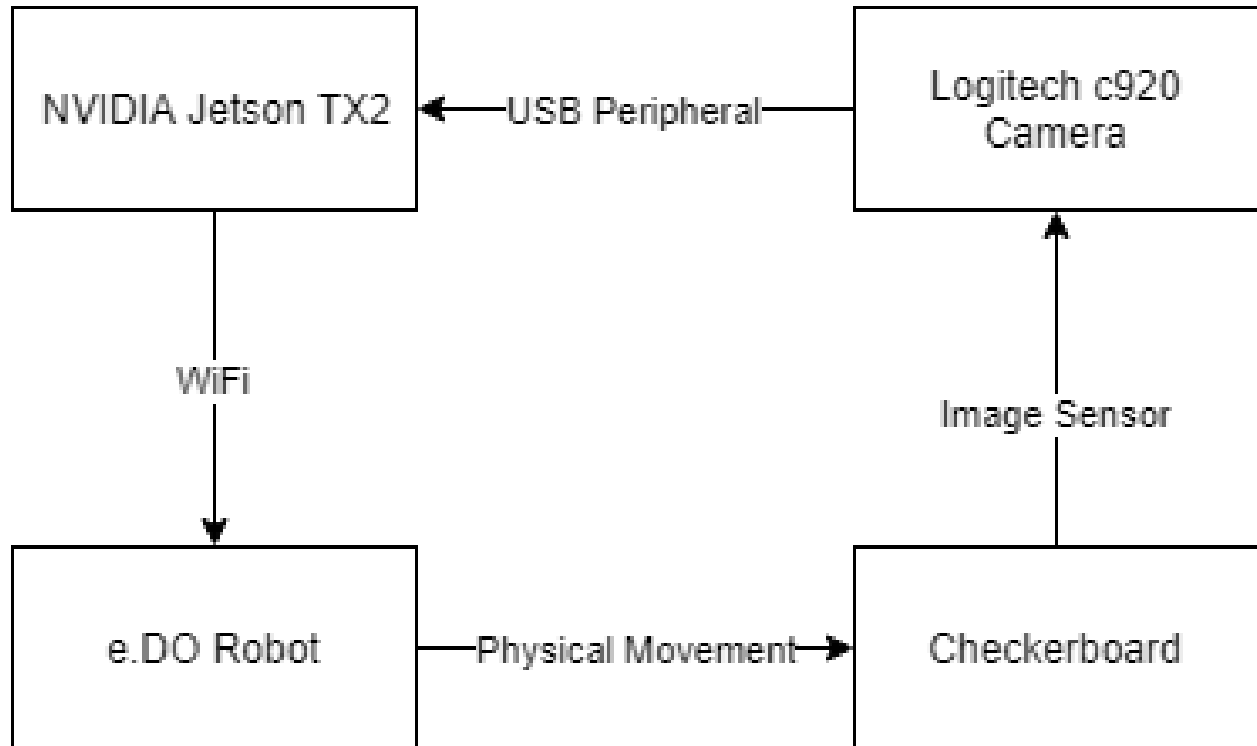 NVIDIA Jetson TX2
USB Peripheral
Logitech c920
Camera
WiFi
Image Sensor
e.DO Robot
Physical Movement
Checkerboard